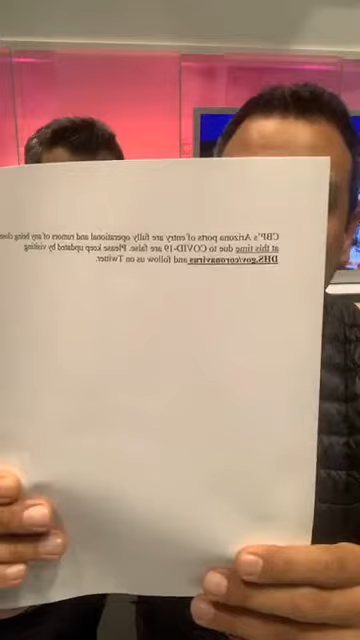 CBP's Arizona ports of entry are fully operational and rumors of any being close
at this time due to COVID-19 are false. Please keep updated by visiting
DHS.gov/coronavirus and follow us on Twitter.